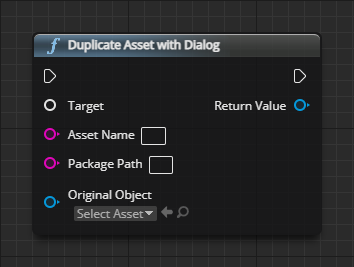 f Duplicate Asset with Dialog
Target Return Value
Asset Name
Package Path
Original Object
Select Asset